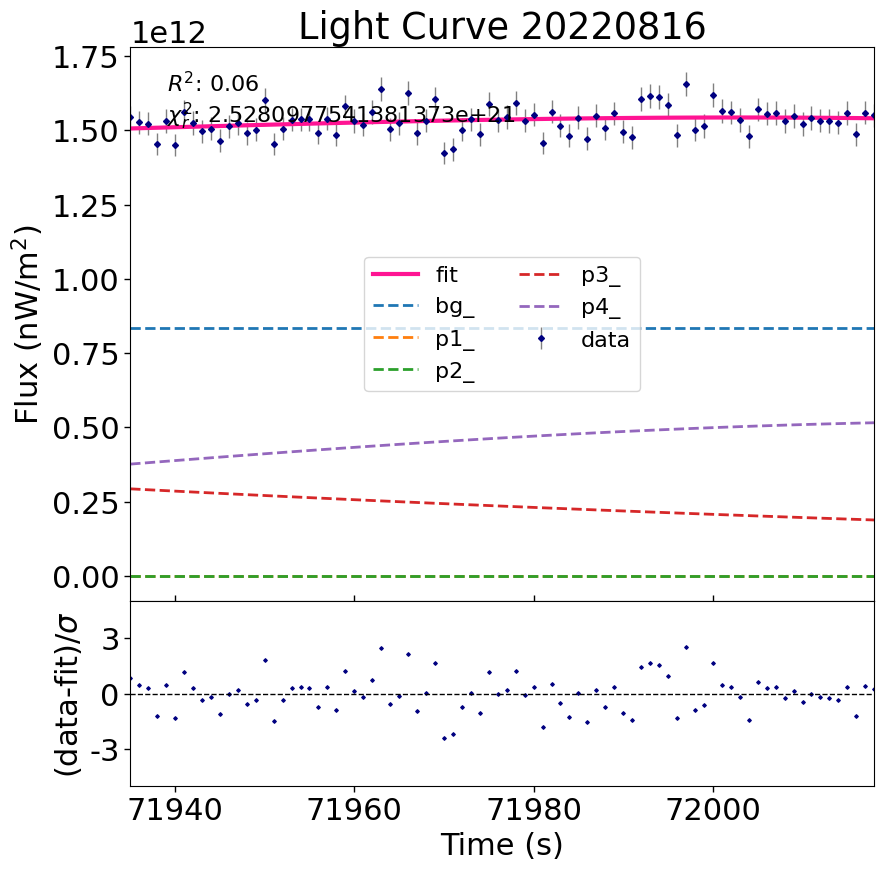 Light Curve 20220816
1e12
R²: 0.06
χ²ᵣ: 2.5280977541381373e+21
1.75
1.50
1.25
1.00
0.75
0.50
0.25
0.00
Flux (nW/m²)
fit
bg_
p1_
p2_
p3_
p4_
data
3
0
-3
(data-fit)/σ
71940 71960 71980 72000
Time (s)